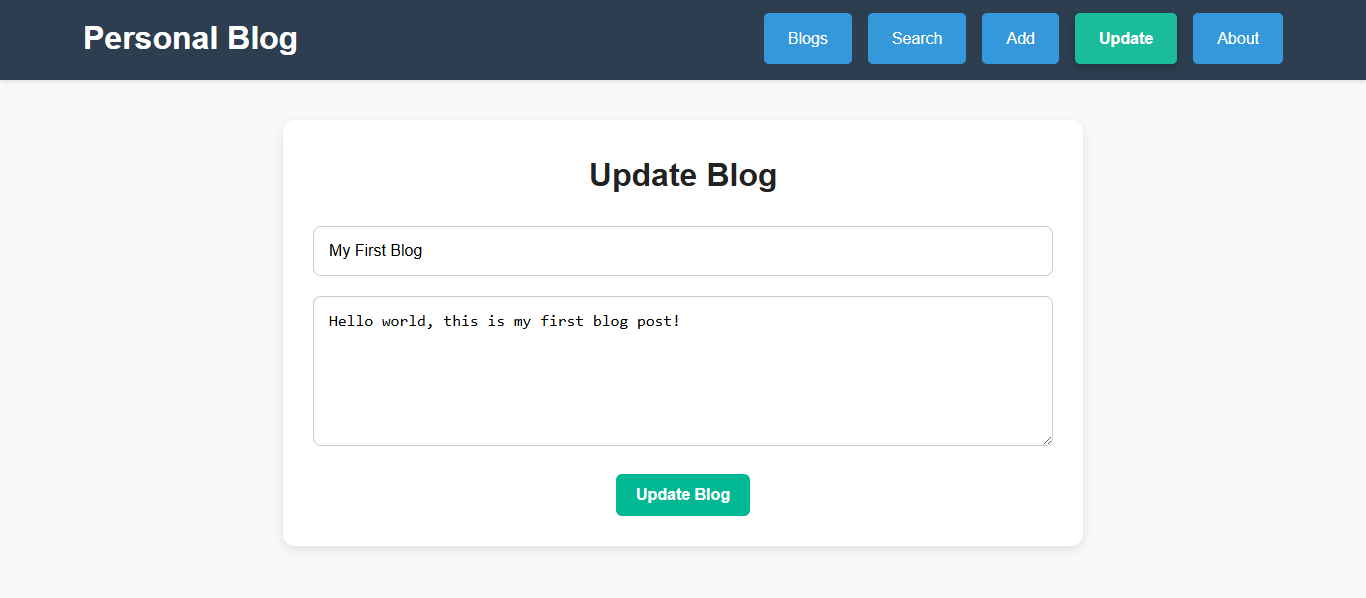 Personal Blog
Blogs
Search
Add
Update
About
Update Blog
My First Blog
Hello world, this is my first blog post!
Update Blog